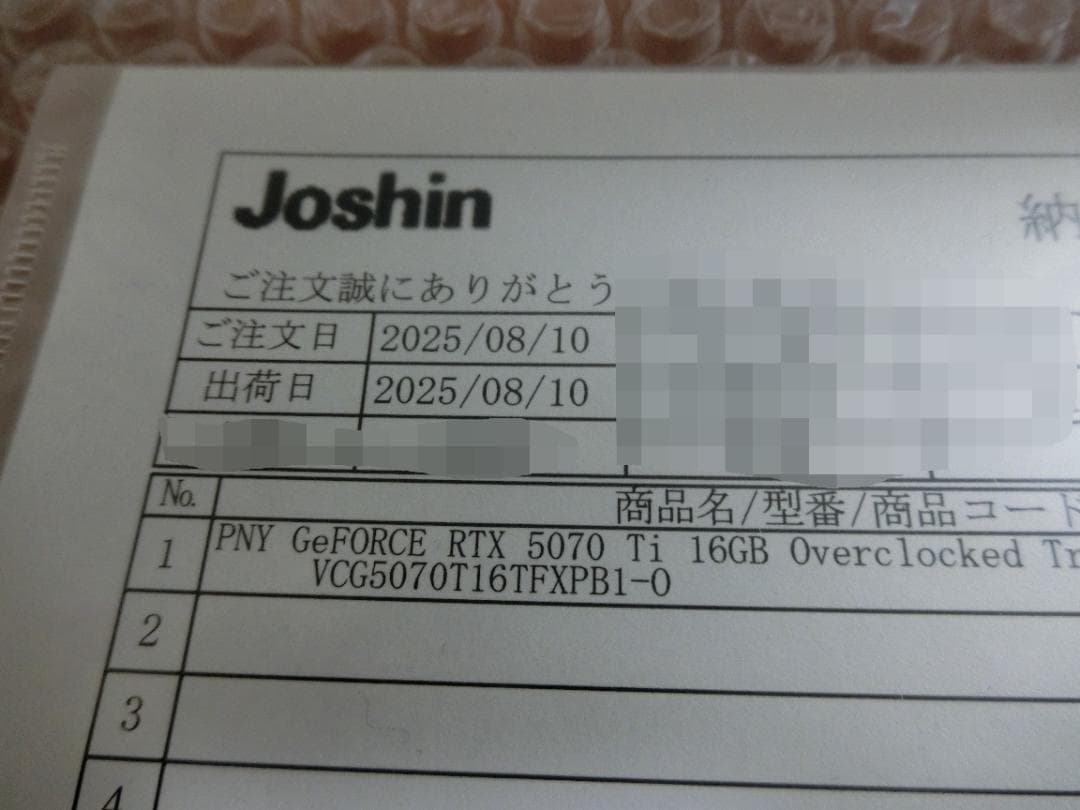 Joshin
納
ご注文誠にありがとう
ご注文日 2025/08/10
出荷日 2025/08/10
No. 商品名/型番/商品コード
1 PNY GeFORCE RTX 5070 Ti 16GB Overclocked Tr
VCG5070T16TFXPB1-O
2
3
4